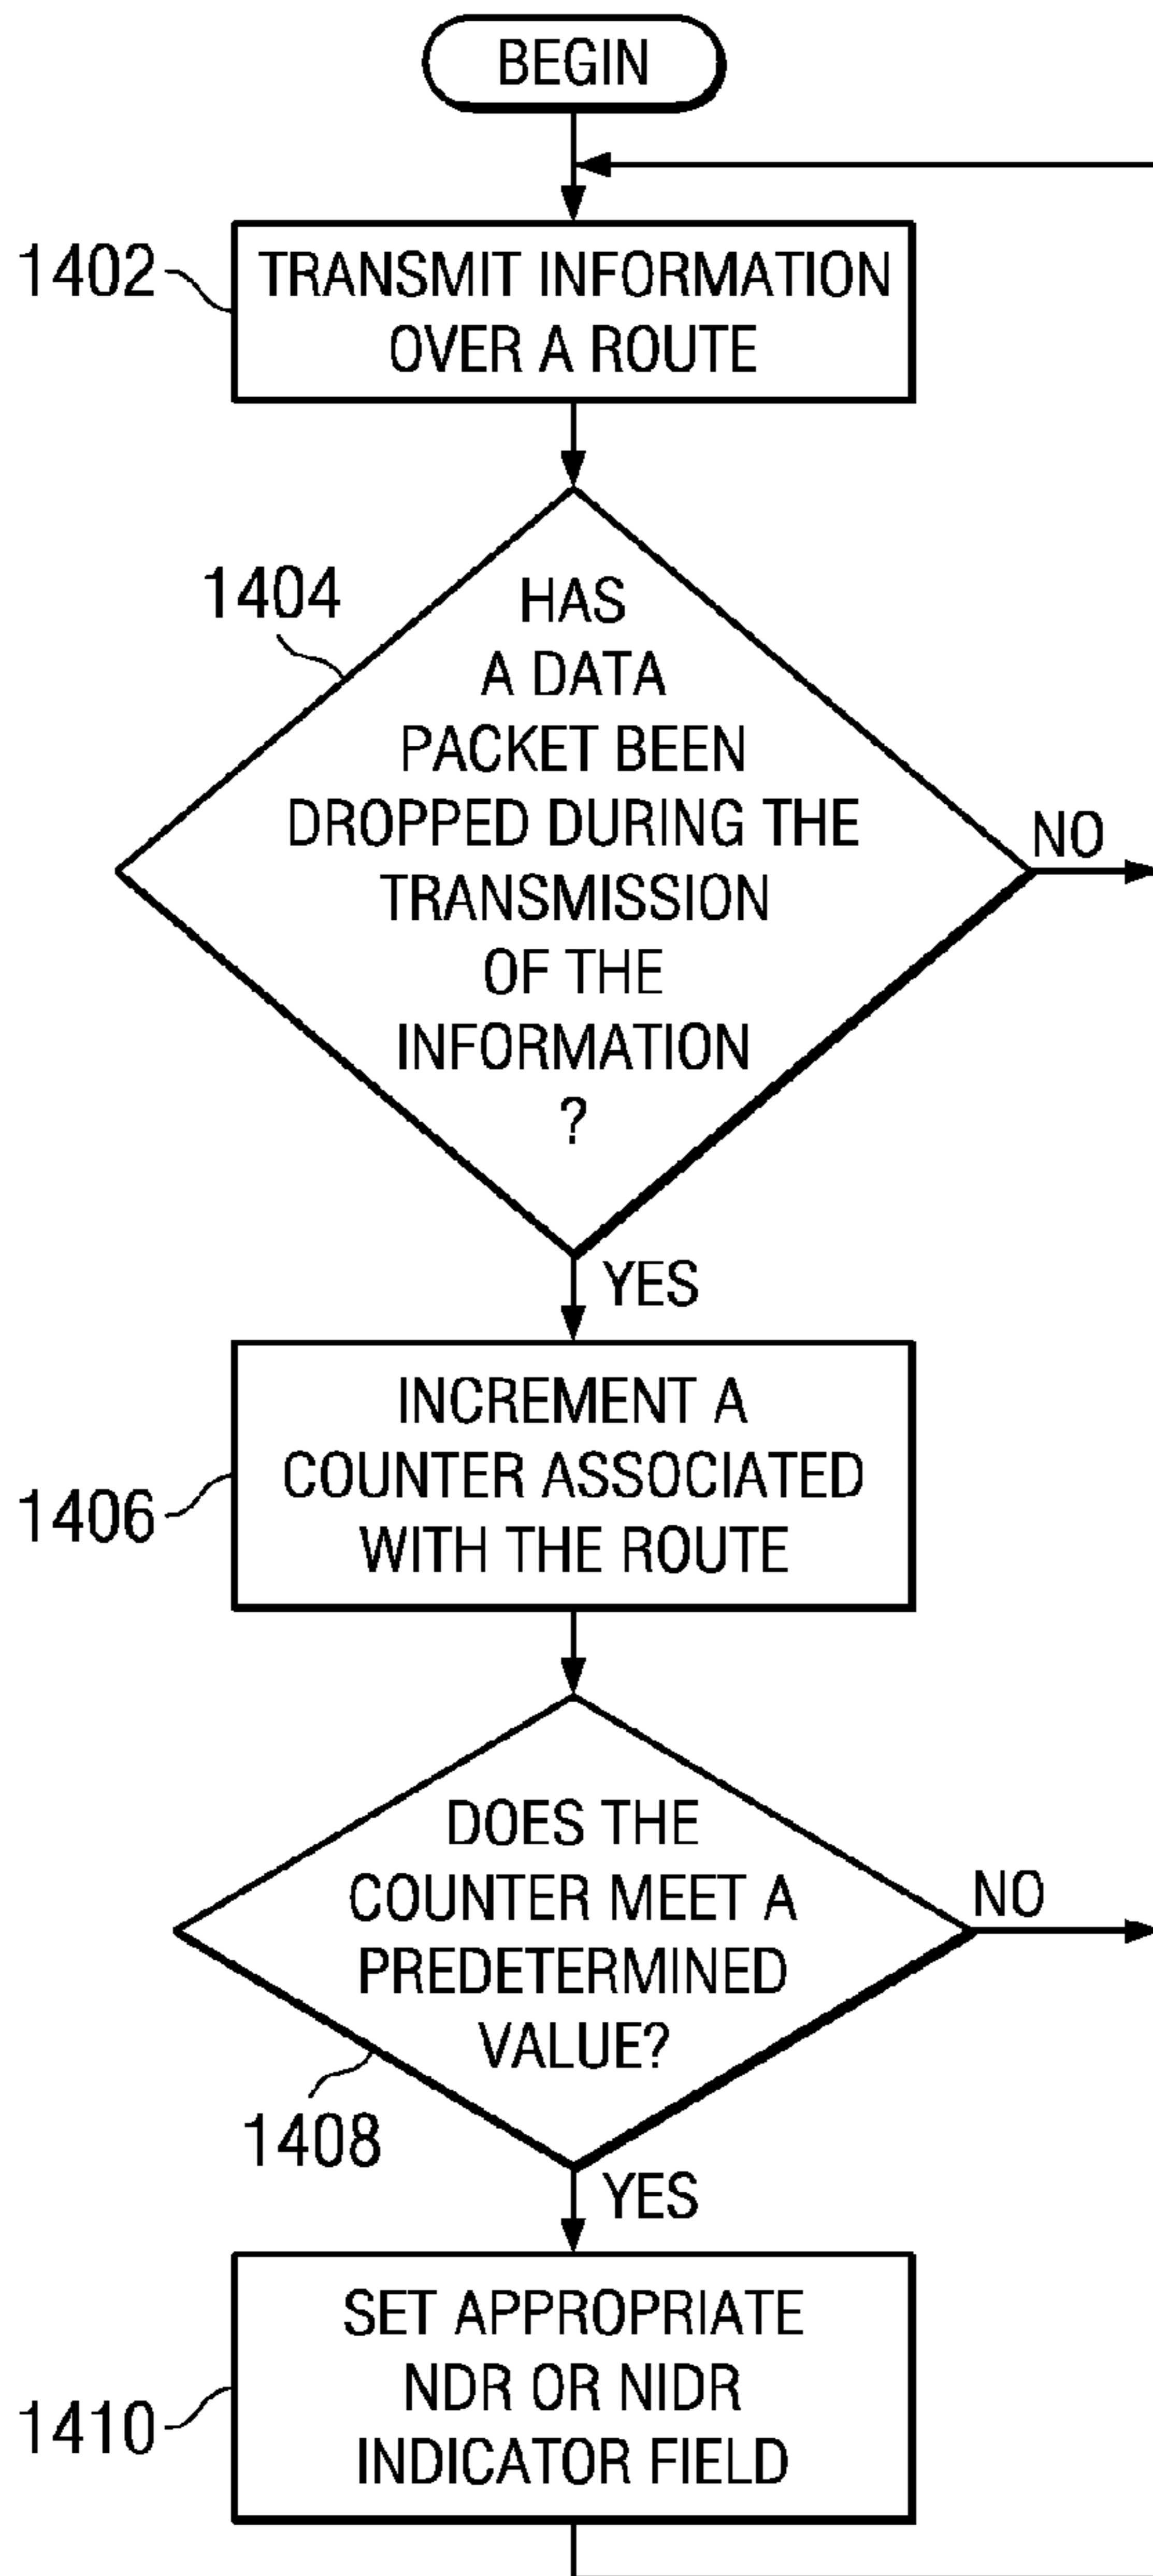 BEGIN
1402
TRANSMIT INFORMATION
OVER A ROUTE
1404
HAS
A DATA
PACKET BEEN
DROPPED DURING THE
TRANSMISSION
OF THE
INFORMATION
?
NO
YES
1406
INCREMENT A
COUNTER ASSOCIATED
WITH THE ROUTE
DOES THE
COUNTER MEET A
PREDETERMINED
VALUE?
NO
1408
YES
1410
SET APPROPRIATE
NDR OR NIDR
INDICATOR FIELD